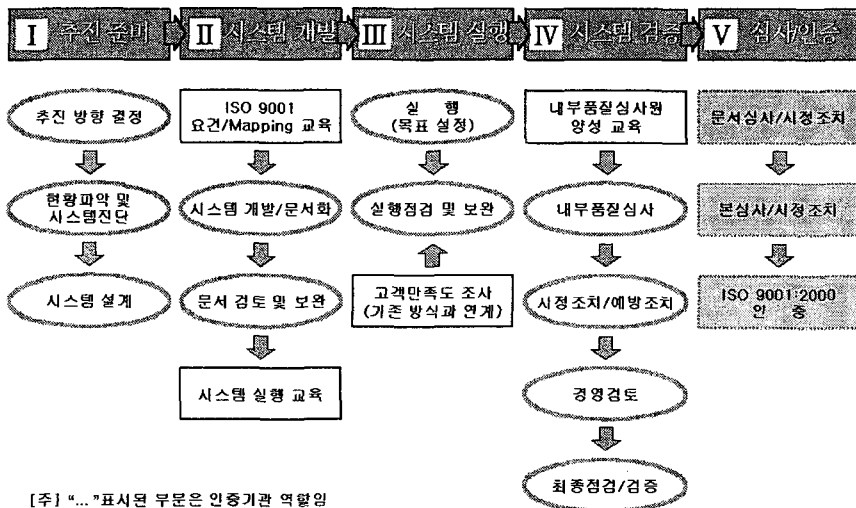 I 추진 준비
II 시스템 개발
III 시스템 실행
IV 시스템 검증
V 심사/인증
추진 방향 결정
현황파악 및
시스템진단
시스템 설계
ISO 9001
요건/Mapping 교육
시스템 개발/문서화
문서 검토 및 보완
시스템 실행 교육
실 행
(목표 설정)
실행점검 및 보완
고객만족도 조사
(기존 방식과 연계)
내부품질심사원
양성 교육
내부품질심사
시정조치/예방조치
경영검토
최종점검/검증
문서심사/시정조치
본심사/시정조치
ISO 9001:2000
인 증
[주] "..."표시된 부문은 인증기관 역할임